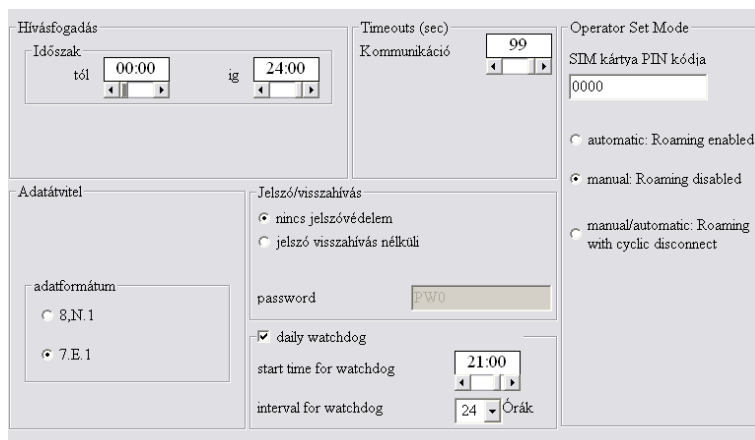 Hívásfogadás
Időszak
tól
00:00
ig
24:00
Timeouts (sec)
Kommunikáció
99
Operator Set Mode
SIM kártya PIN kódja
0000
automatic: Roaming enabled
manual: Roaming disabled
manual/automatic: Roaming
with cyclic disconnect
Adatátvitel
adatformátum
8,N.1
7.E.1
Jelszó/visszahívás
nincs jelszóvédelem
jelszó visszahívás nélküli
password
PW0
daily watchdog
start time for watchdog
21:00
interval for watchdog
24
Órák